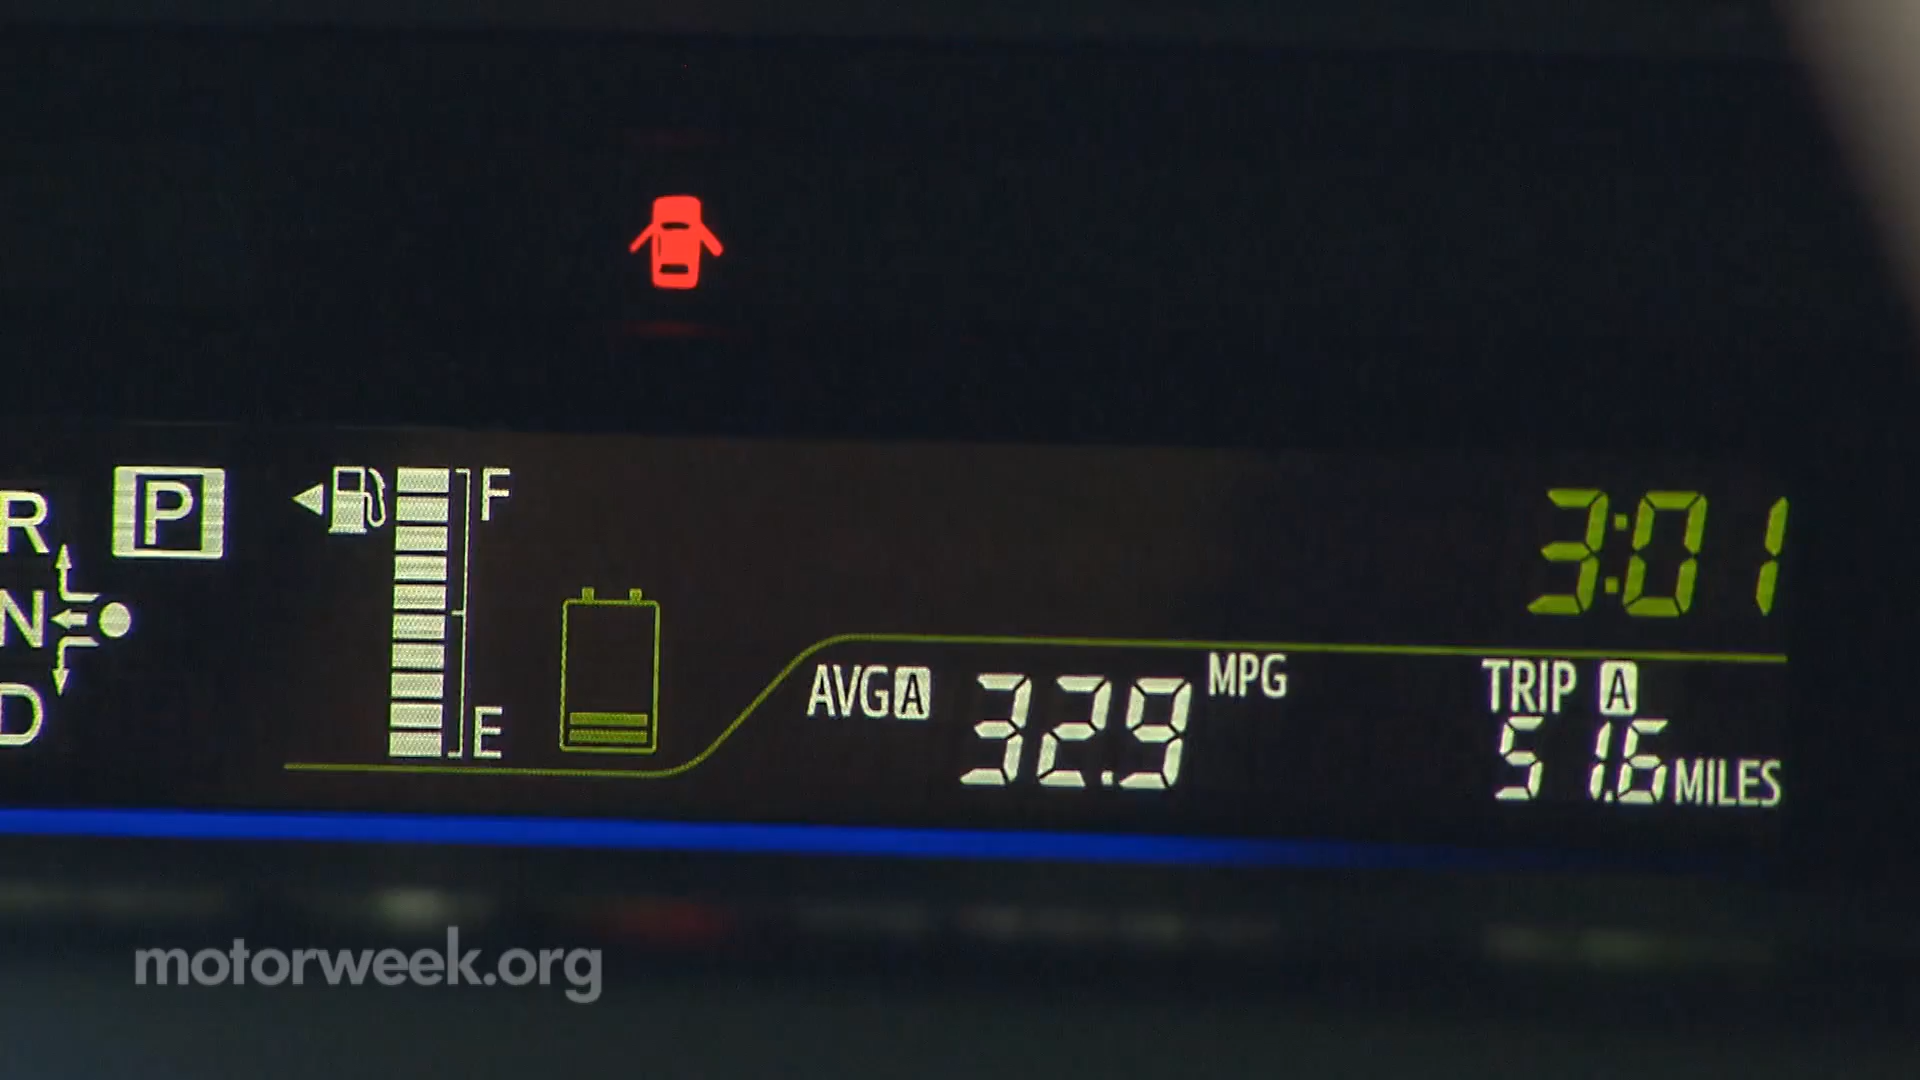 R P
N
D
F
E
3:01
AVG A 32.9 MPG
TRIP A
51.6 MILES
motorweek.org